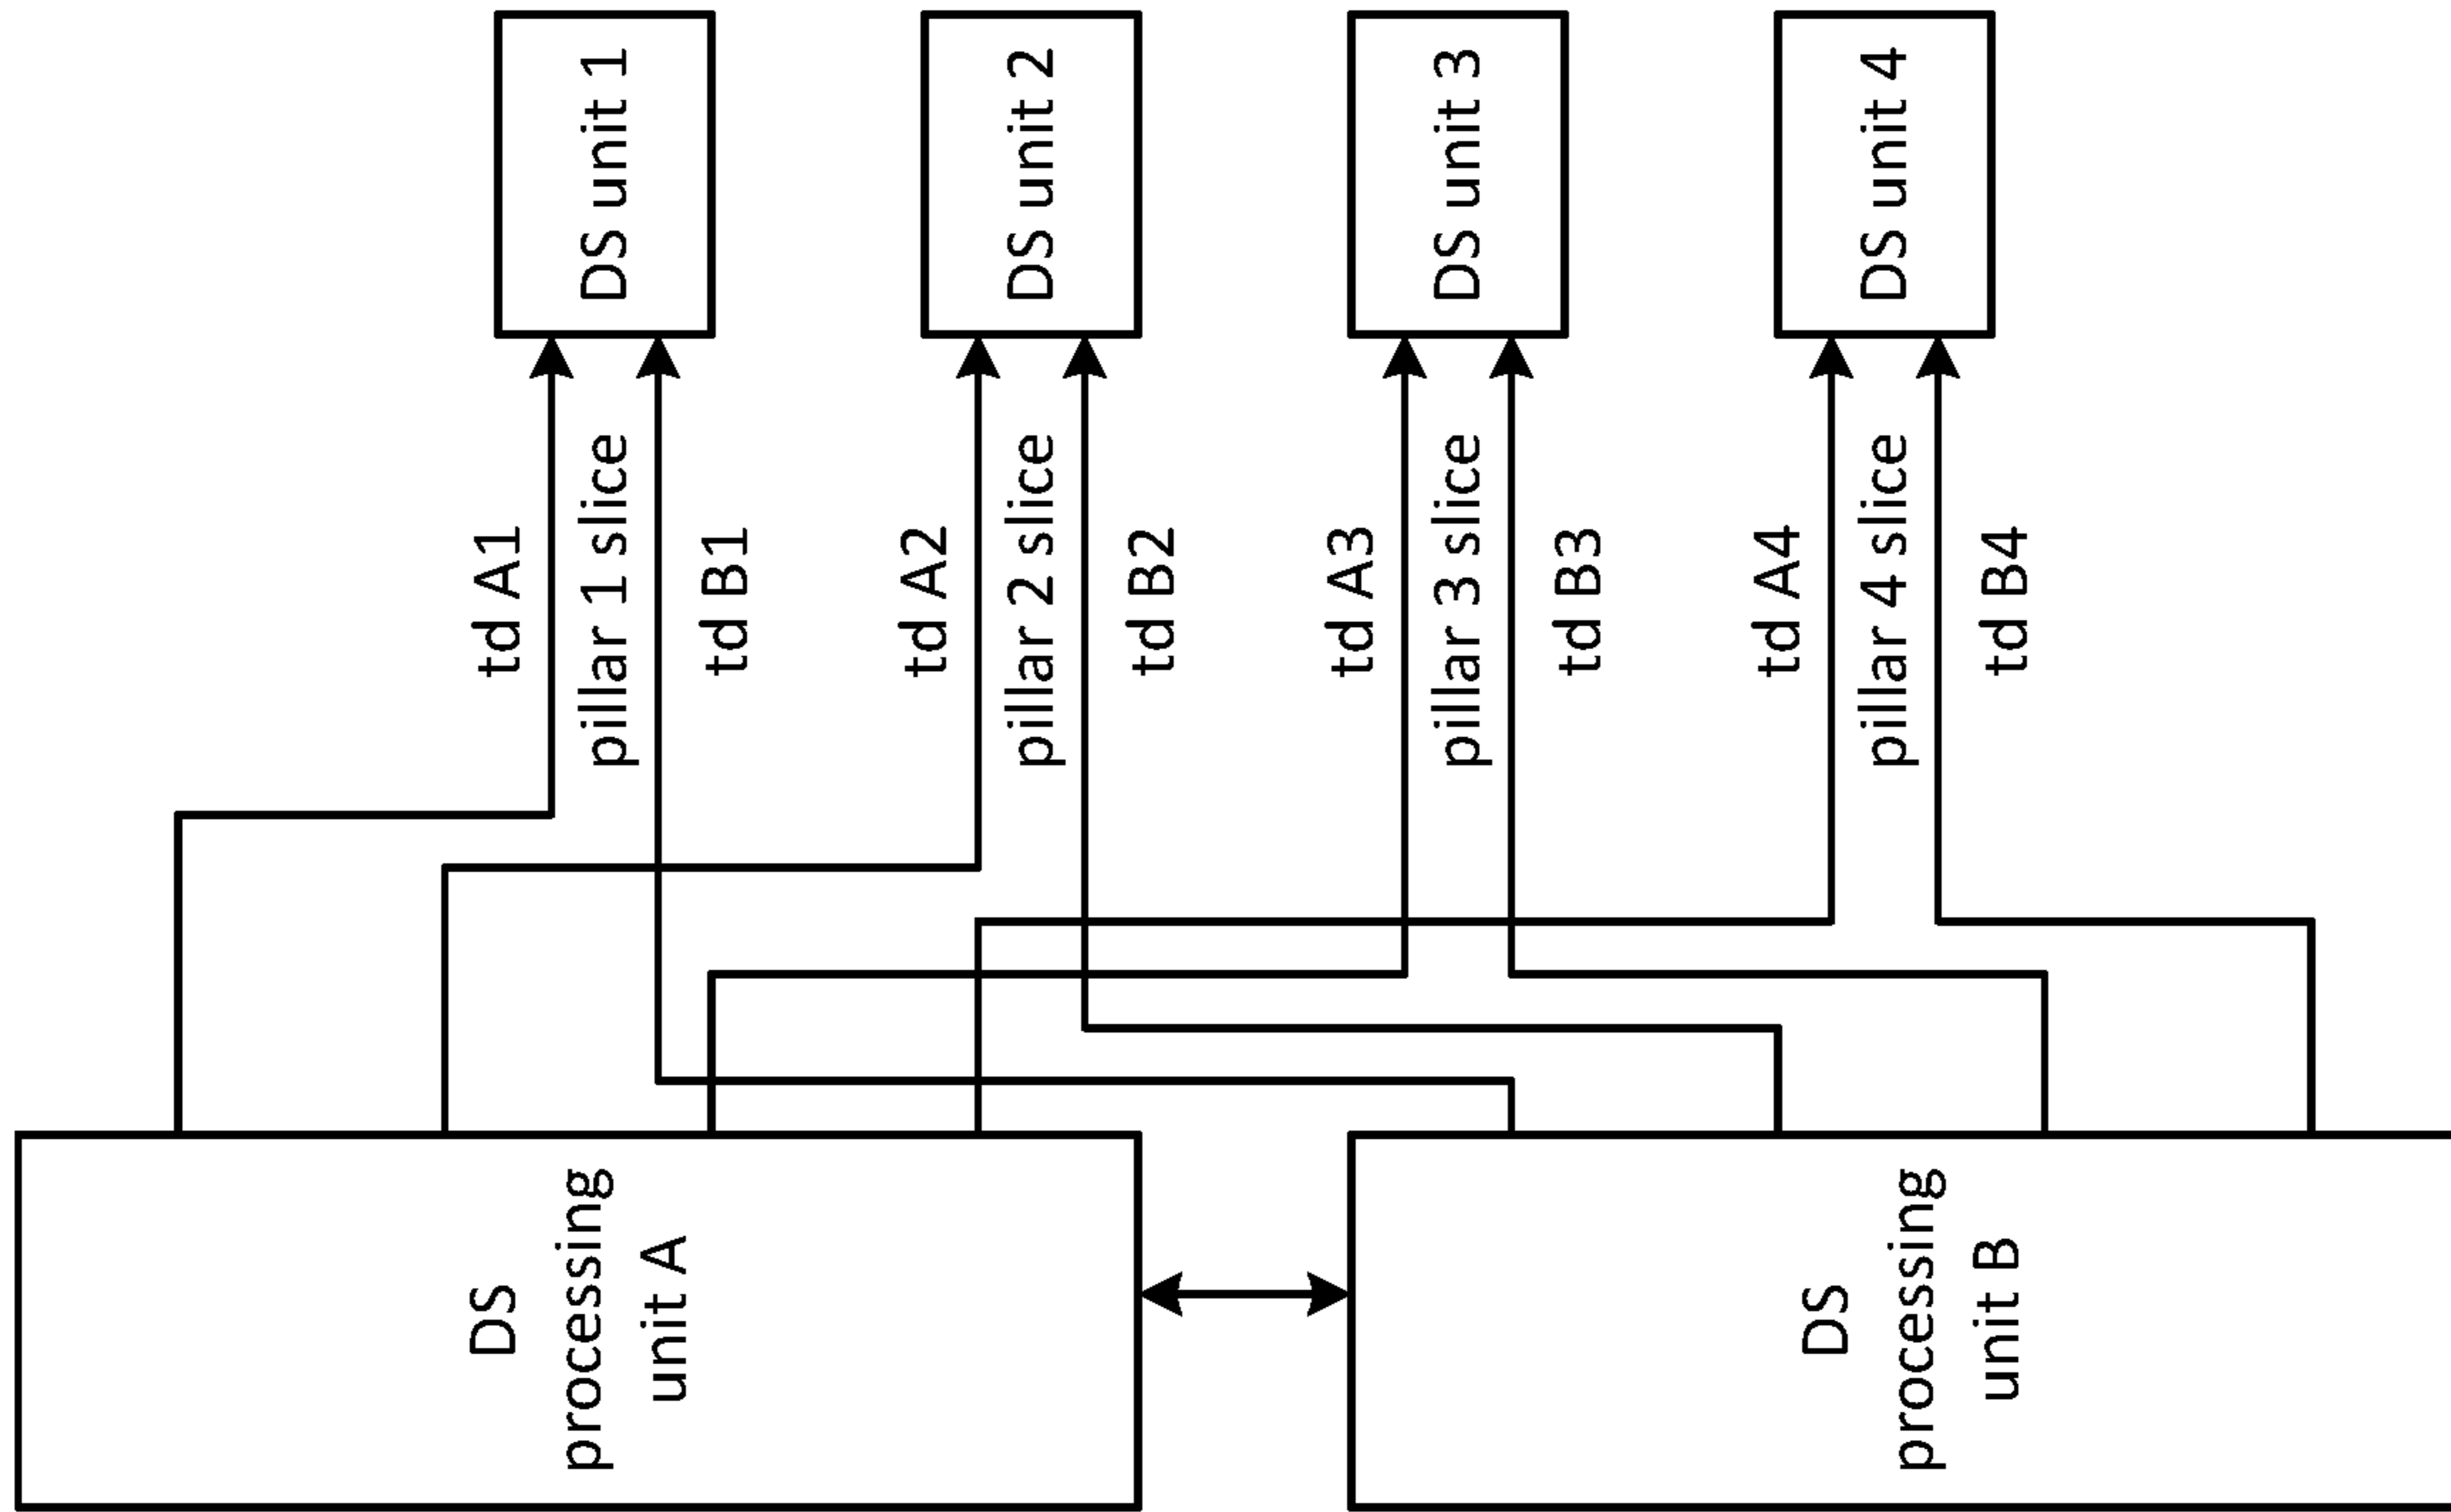 DS unit 1
DS unit 2
DS unit 3
DS unit 4
td A1
pillar 1 slice
td B1
td A2
pillar 2 slice
td B2
td A3
pillar 3 slice
td B3
td A4
pillar 4 slice
td B4
DS
processing
unit A
DS
processing
unit B